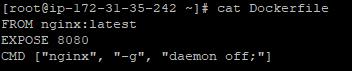 [root@ip-172-31-35-242 ~]# cat Dockerfile
FROM nginx:latest
EXPOSE 8080
CMD ["nginx", "-g", "daemon off;"]